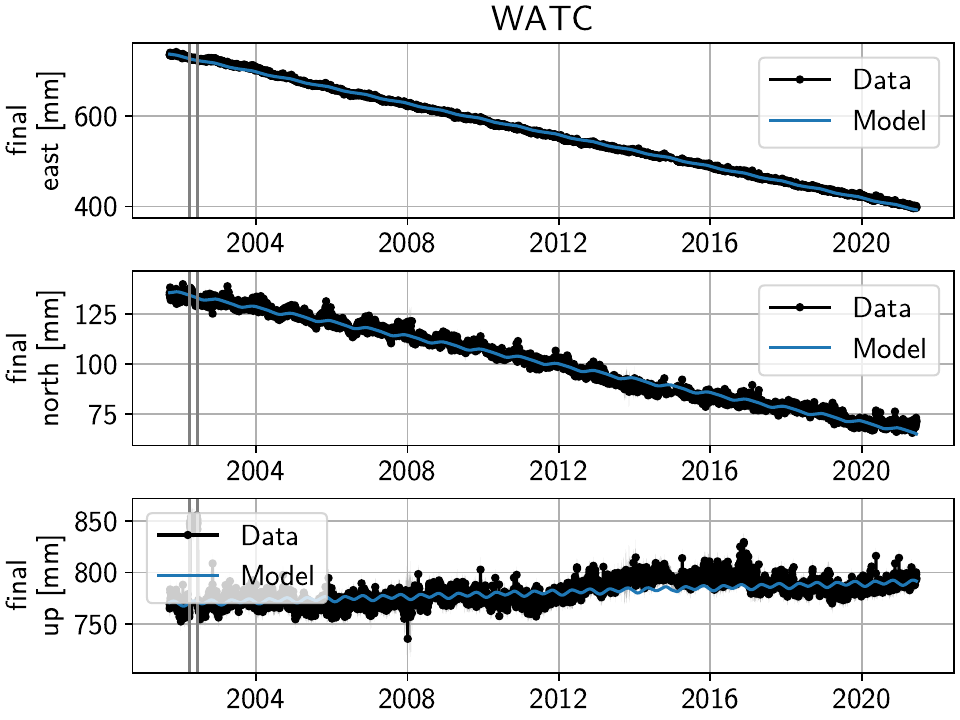 WATC
final
east [mm]
600
400
Data
Model
2004 2008 2012 2016 2020
final
north [mm]
125
100
75
Data
Model
2004 2008 2012 2016 2020
final
up [mm]
850
800
750
Data
Model
2004 2008 2012 2016 2020